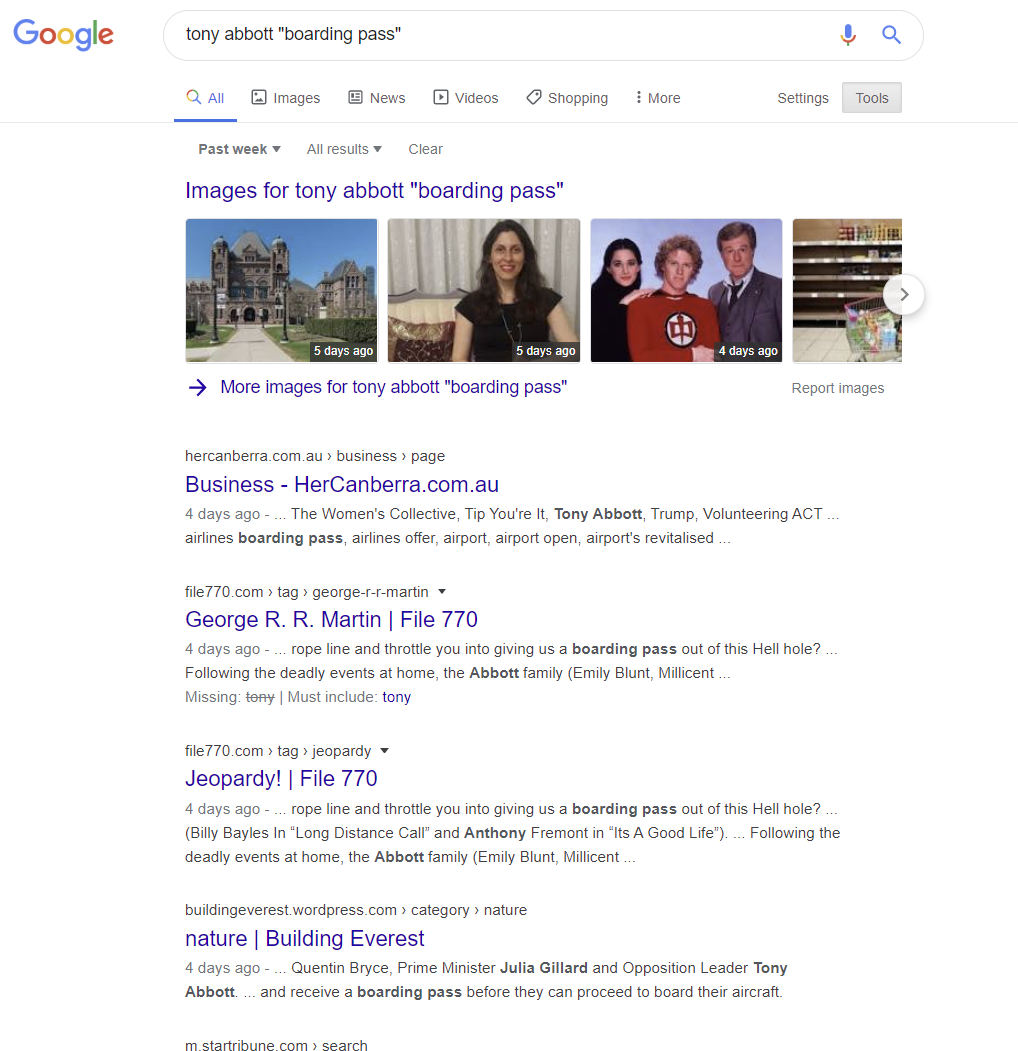 Google
tony abbott "boarding pass"
All
Images
News
Videos
Shopping
More
Settings
Tools
Past week
All results
Clear
Images for tony abbott "boarding pass"
5 days ago
5 days ago
4 days ago
More images for tony abbott "boarding pass"
Report images
hercanberra.com.au › business › page
Business - HerCanberra.com.au
4 days ago - ... The Women's Collective, Tip You're It, Tony Abbott, Trump, Volunteering ACT ...
airlines boarding pass, airlines offer, airport, airport open, airport's revitalised ...
file770.com › tag › george-r-r-martin
George R. R. Martin | File 770
4 days ago - ... rope line and throttle you into giving us a boarding pass out of this Hell hole? ...
Following the deadly events at home, the Abbott family (Emily Blunt, Millicent ...
Missing: tony | Must include: tony
file770.com › tag › jeopardy
Jeopardy! | File 770
4 days ago - ... rope line and throttle you into giving us a boarding pass out of this Hell hole? ...
(Billy Bayles In “Long Distance Call” and Anthony Fremont in “Its A Good Life”). ... Following the
deadly events at home, the Abbott family (Emily Blunt, Millicent ...
buildingeverest.wordpress.com › category › nature
nature | Building Everest
4 days ago - ... Quentin Bryce, Prime Minister Julia Gillard and Opposition Leader Tony
Abbott. ... and receive a boarding pass before they can proceed to board their aircraft.
m.startribune.com › search